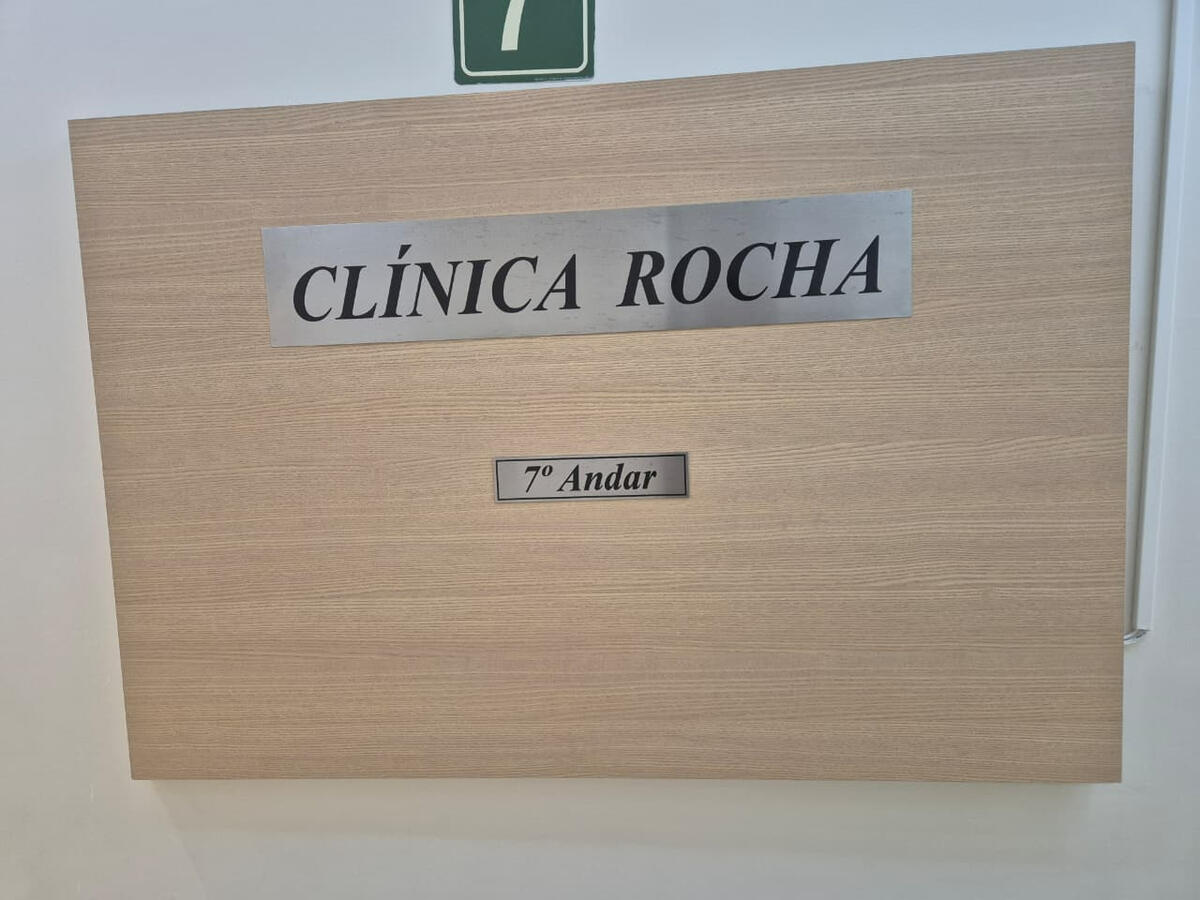 7
CLÍNICA ROCHA
7º Andar